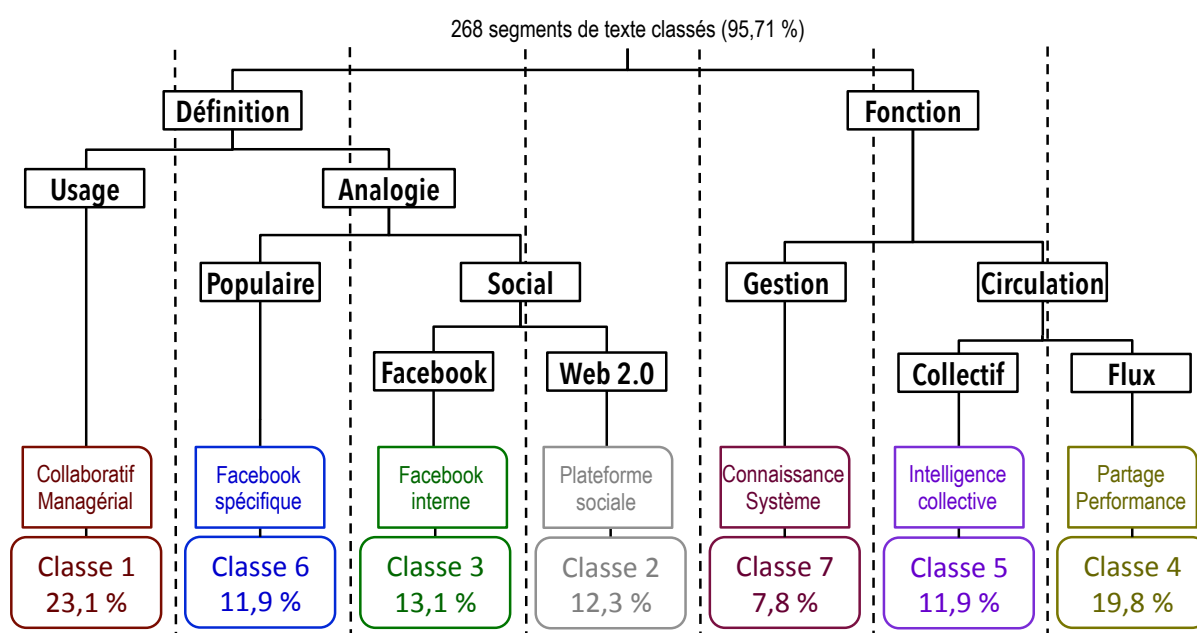 268 segments de texte classés (95,71 %)
Définition
Fonction
Usage
Analogie
Populaire
Social
Gestion
Circulation
Facebook
Web 2.0
Collectif
Flux
Collaboratif
Managérial
Facebook
spécifique
Facebook
interne
Plateforme
sociale
Connaissance
Système
Intelligence
collective
Partage
Performance
Classe 1
23,1 %
Classe 6
11,9 %
Classe 3
13,1 %
Classe 2
12,3 %
Classe 7
7,8 %
Classe 5
11,9 %
Classe 4
19,8 %